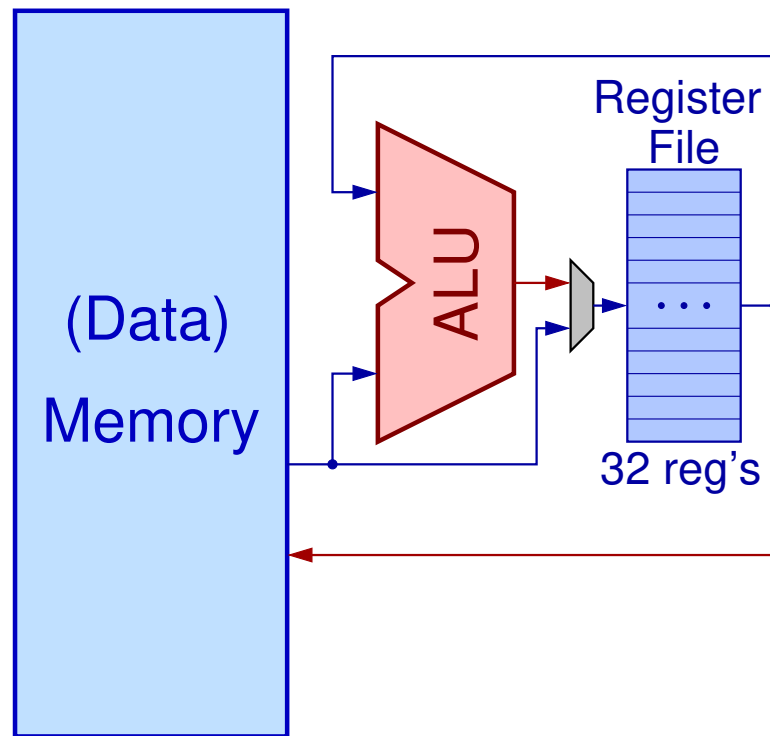 (Data)
Memory
ALU
Register
File
• • •
32 reg's